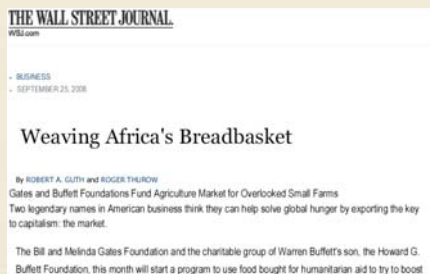 THE WALL STREET JOURNAL.
WSJ.com
BUSINESS
SEPTEMBER 25, 2008
Weaving Africa's Breadbasket
By ROBERT A. GUTH and ROGER THUROW
Gates and Buffett Foundations Fund Agriculture Market for Overlooked Small Farms
Two legendary names in American business think they can help solve global hunger by exporting the key
to capitalism: the market.
The Bill and Melinda Gates Foundation and the charitable group of Warren Buffett's son, the Howard G.
Buffett Foundation, this month will start a program to use food bought for humanitarian aid to try to boost